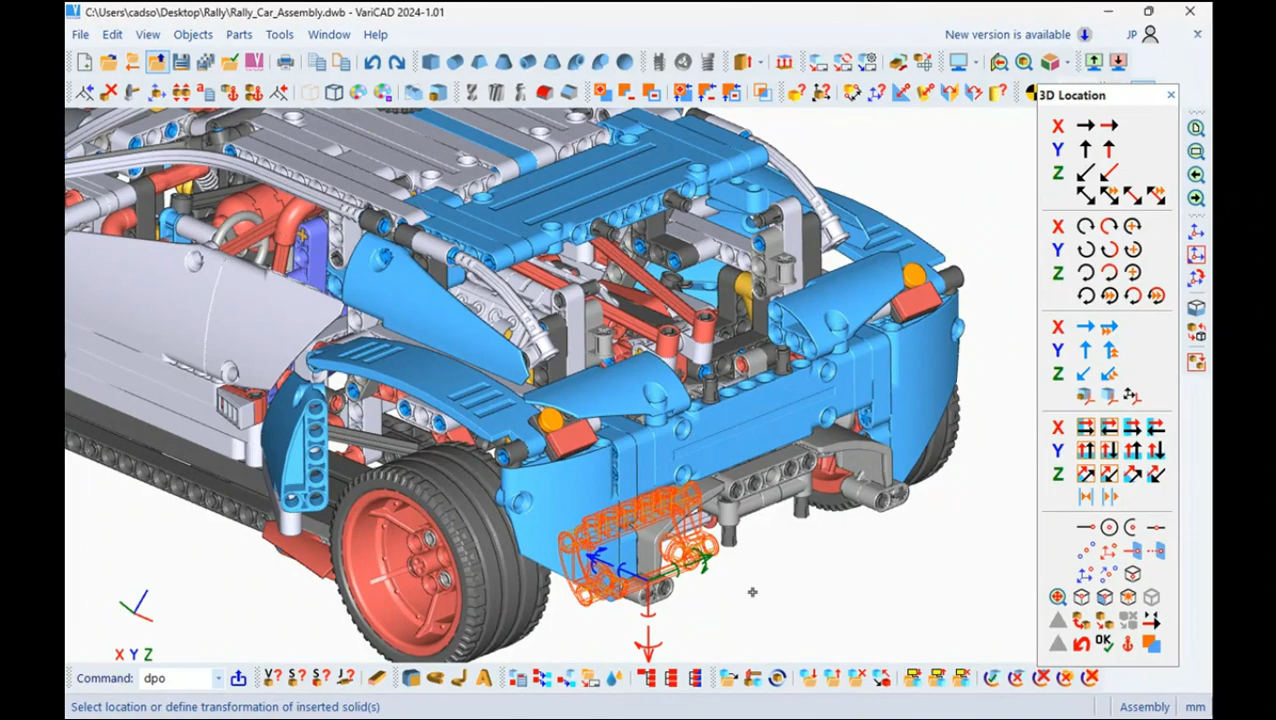 C:\Users\cadso\Desktop\Rally\Rally_Car_Assembly.dwb - VariCAD 2024-1.01
File Edit View Objects Parts Tools Window Help
New version is available JP
3D Location
X
Y
Z
X
Y
Z
X
Y
Z
X
Y
Z
OK
X Y Z
Command: dpo
Select location or define transformation of inserted solid(s)
Assembly mm